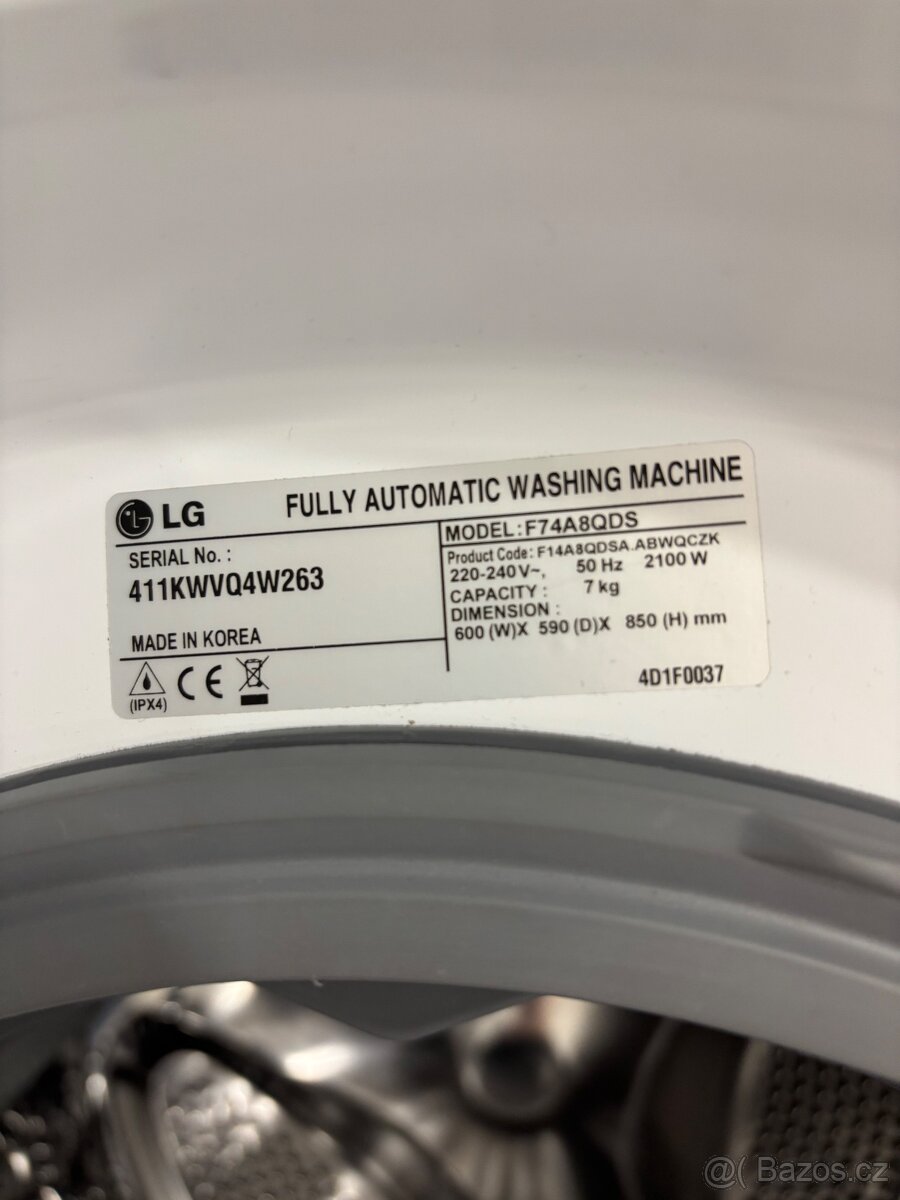 LG FULLY AUTOMATIC WASHING MACHINE
SERIAL No. :
411KWVQ4W263
MADE IN KOREA
(IPX4)
CE
MODEL : F74A8QDS
Product Code : F14A8QDSA.ABWQCZK
220-240V~, 50 Hz 2100 W
CAPACITY : 7 kg
DIMENSION :
600 (W)X 590 (D)X 850 (H) mm
4D1F0037
@( Bazos.cz